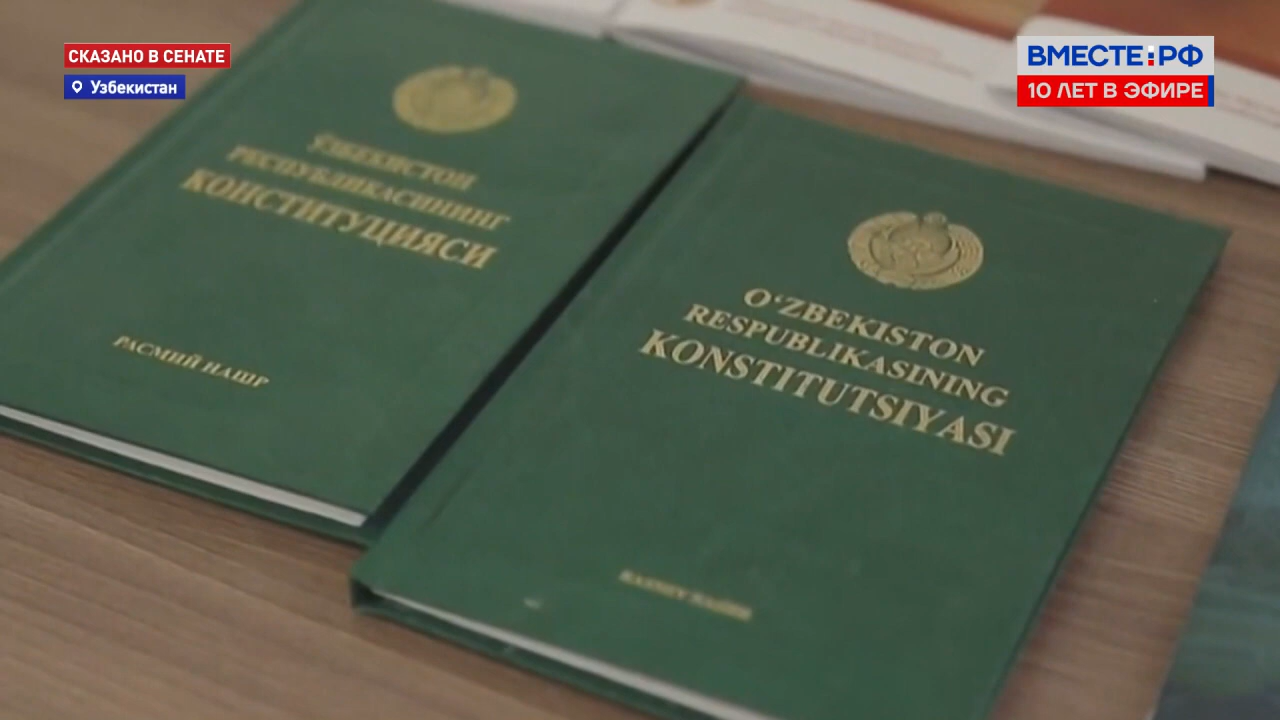 СКАЗАНО В СЕНАТЕ
Узбекистан
ВМЕСТЕ:РФ
10 ЛЕТ В ЭФИРЕ
ЎЗБЕКИСТОН
РЕСПУБЛИКАСИНИНГ
КОНСТИТУЦИЯСИ
РАСМИЙ НАШР
O‘ZBEKISTON
RESPUBLIKASINING
KONSTITUTSIYASI